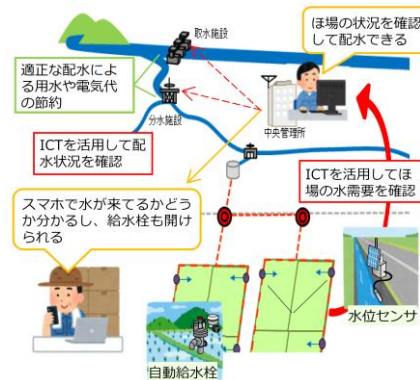 取水施設
ほ場の状況を確認
して配水できる
適正な配水によ
る用水や電気代
の節約
分水施設
中央管理所
ICTを活用して配
水状況を確認
ICTを活用してほ
場の水需要を確認
スマホで水が来てるかどう
か分かるし、給水栓も開け
られる
水位センサ
自動給水栓